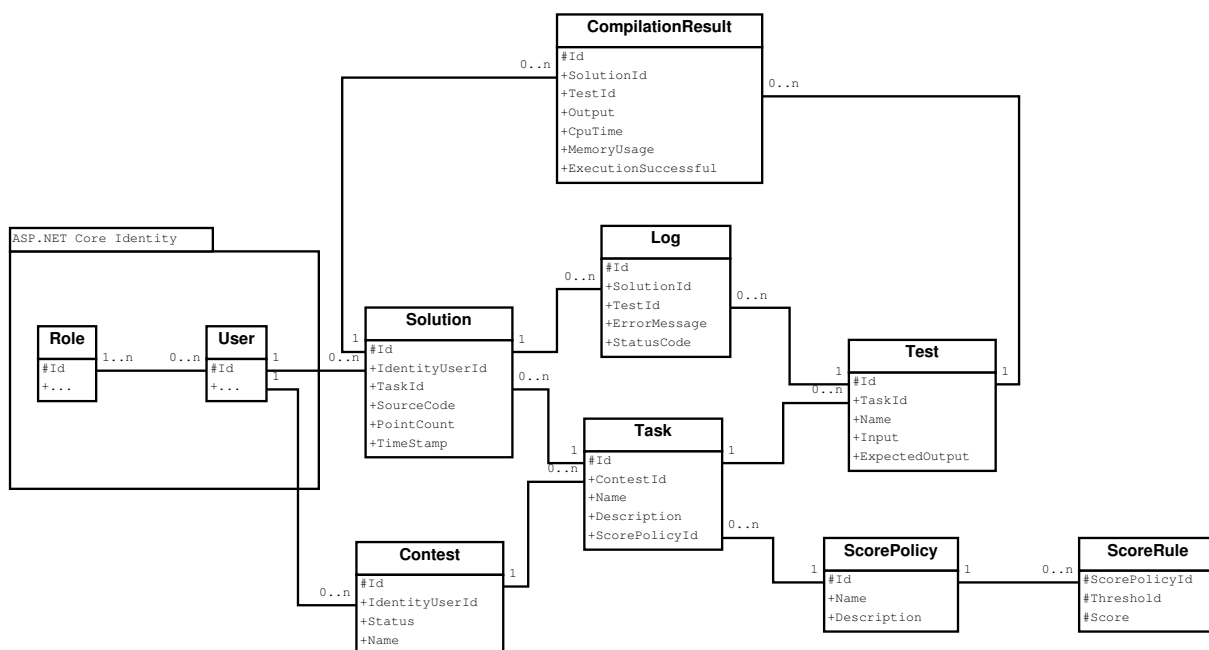 CompilationResult
#Id
+SolutionId
+TestId
+Output
+CpuTime
+MemoryUsage
+ExecutionSuccessful
0..n
0..n
ASP.NET Core Identity
Role
#Id
+...
1..n
0..n
User
#Id
+...
1
1
0..n
1
Solution
#Id
+IdentityUserId
+TaskId
+SourceCode
+PointCount
+TimeStamp
1
0..n
0..n
Log
#Id
+SolutionId
+TestId
+ErrorMessage
+StatusCode
0..n
1
0..n
Test
#Id
+TaskId
+Name
+Input
+ExpectedOutput
1
1
0..n
Task
#Id
+ContestId
+Name
+Description
+ScorePolicyId
1
0..n
0..n
Contest
#Id
+IdentityUserId
+Status
+Name
1
1
ScorePolicy
#Id
+Name
+Description
1
0..n
ScoreRule
#ScorePolicyId
#Threshold
#Score